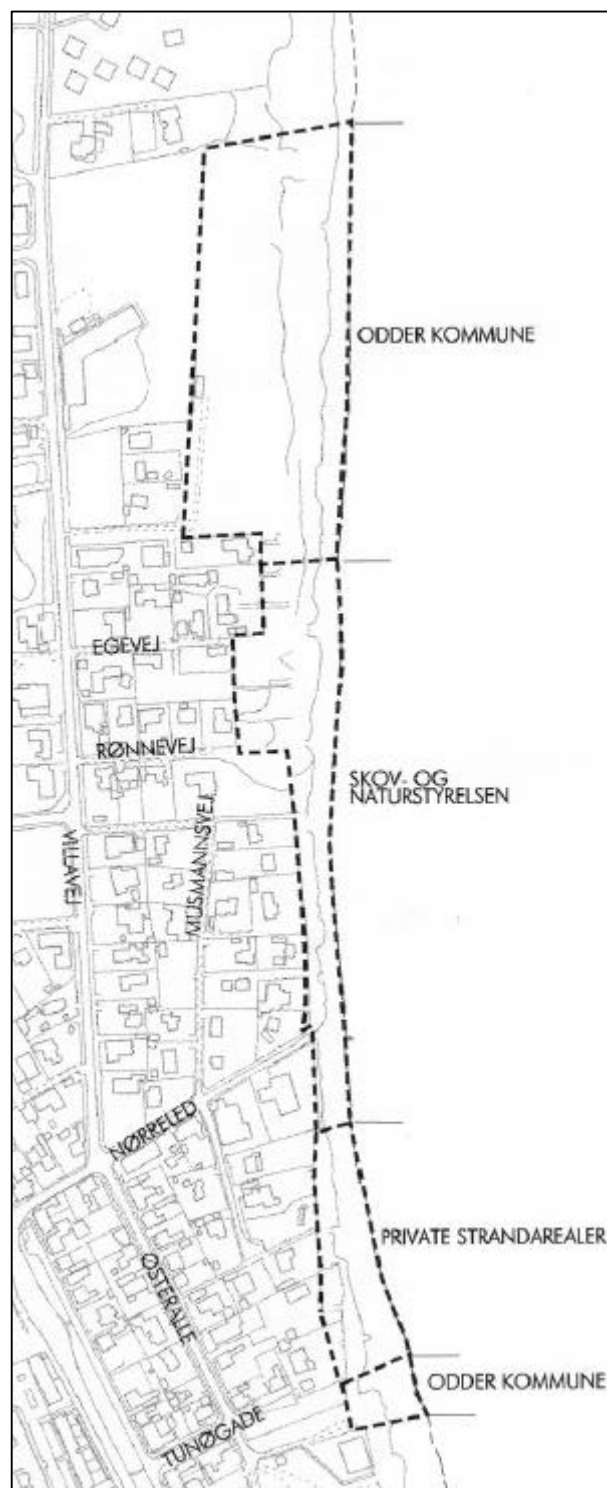 ODDER KOMMUNE
EGEVEJ
RØNNEVEJ
SKOV- OG
NATURSTYRELSEN
VILLAVEJ
MUSMANNSVEJ
NØRRELED
PRIVATE STRANDAREALER
ØSTERALLE
ODDER KOMMUNE
TUNØGADE